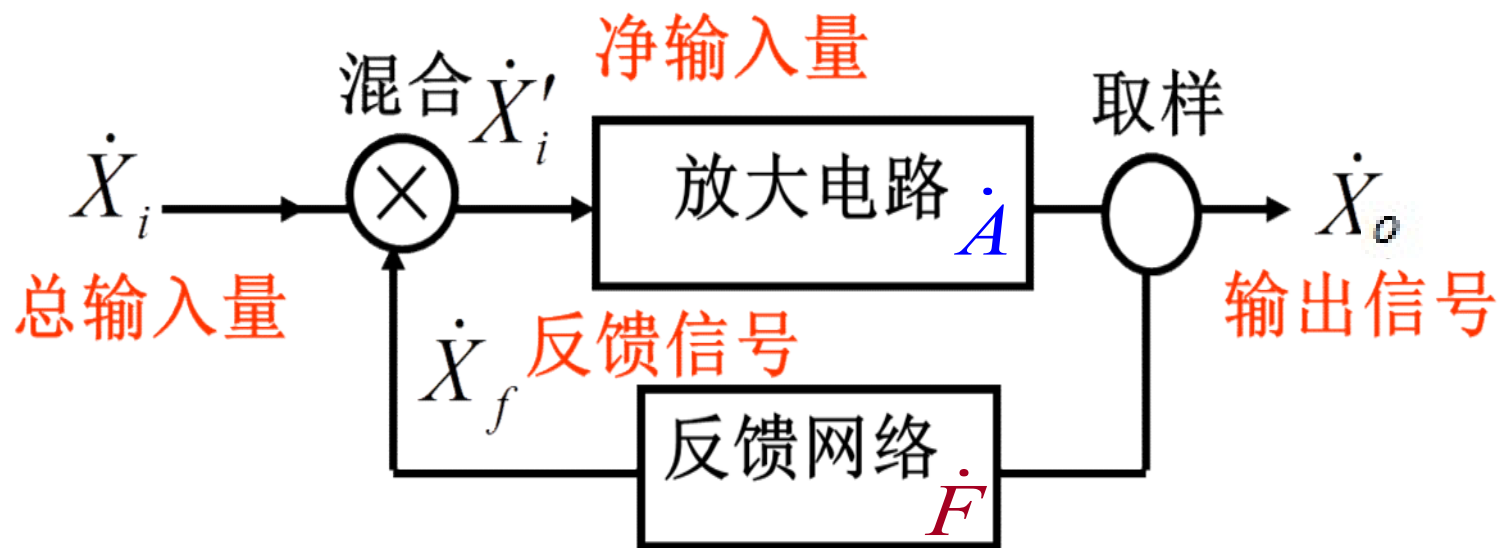 净输入量
混合
Ẋ′i
取样
Ẋi
放大电路
Ȧ
Ẋo
总输入量
输出信号
Ẋf
反馈信号
反馈网络
Ḟ